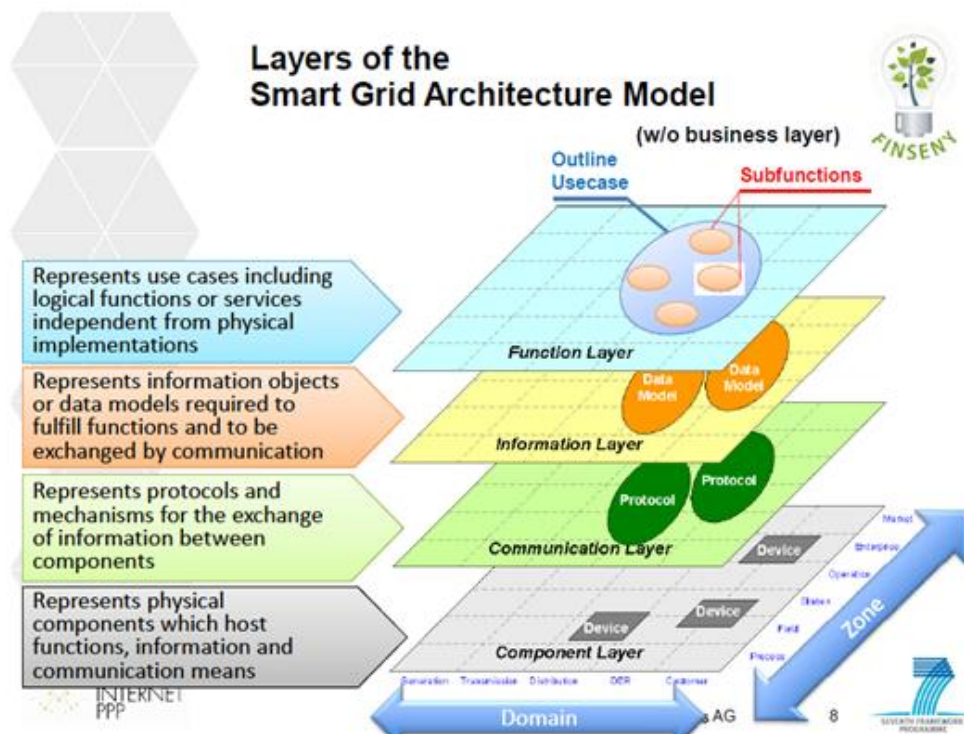 Layers of the
Smart Grid Architecture Model
(w/o business layer)
FINSENY
Outline
Usecase
Subfunctions
Represents use cases including
logical functions or services
independent from physical
implementations
Function Layer
Represents information objects
or data models required to
fulfill functions and to be
exchanged by communication
Data
Model
Data
Model
Information Layer
Represents protocols and
mechanisms for the exchange
of information between
components
Protocol
Protocol
Communication Layer
Represents physical
components which host
functions, information and
communication means
Device
Device
Device
Component Layer
Market
Enterprise
Operation
Station
Field
Process
Zone
Generation
Transmission
Distribution
DER
Customer
Domain
INTERNET
PPP
s AG
8
SEVENTH FRAMEWORK
PROGRAMME